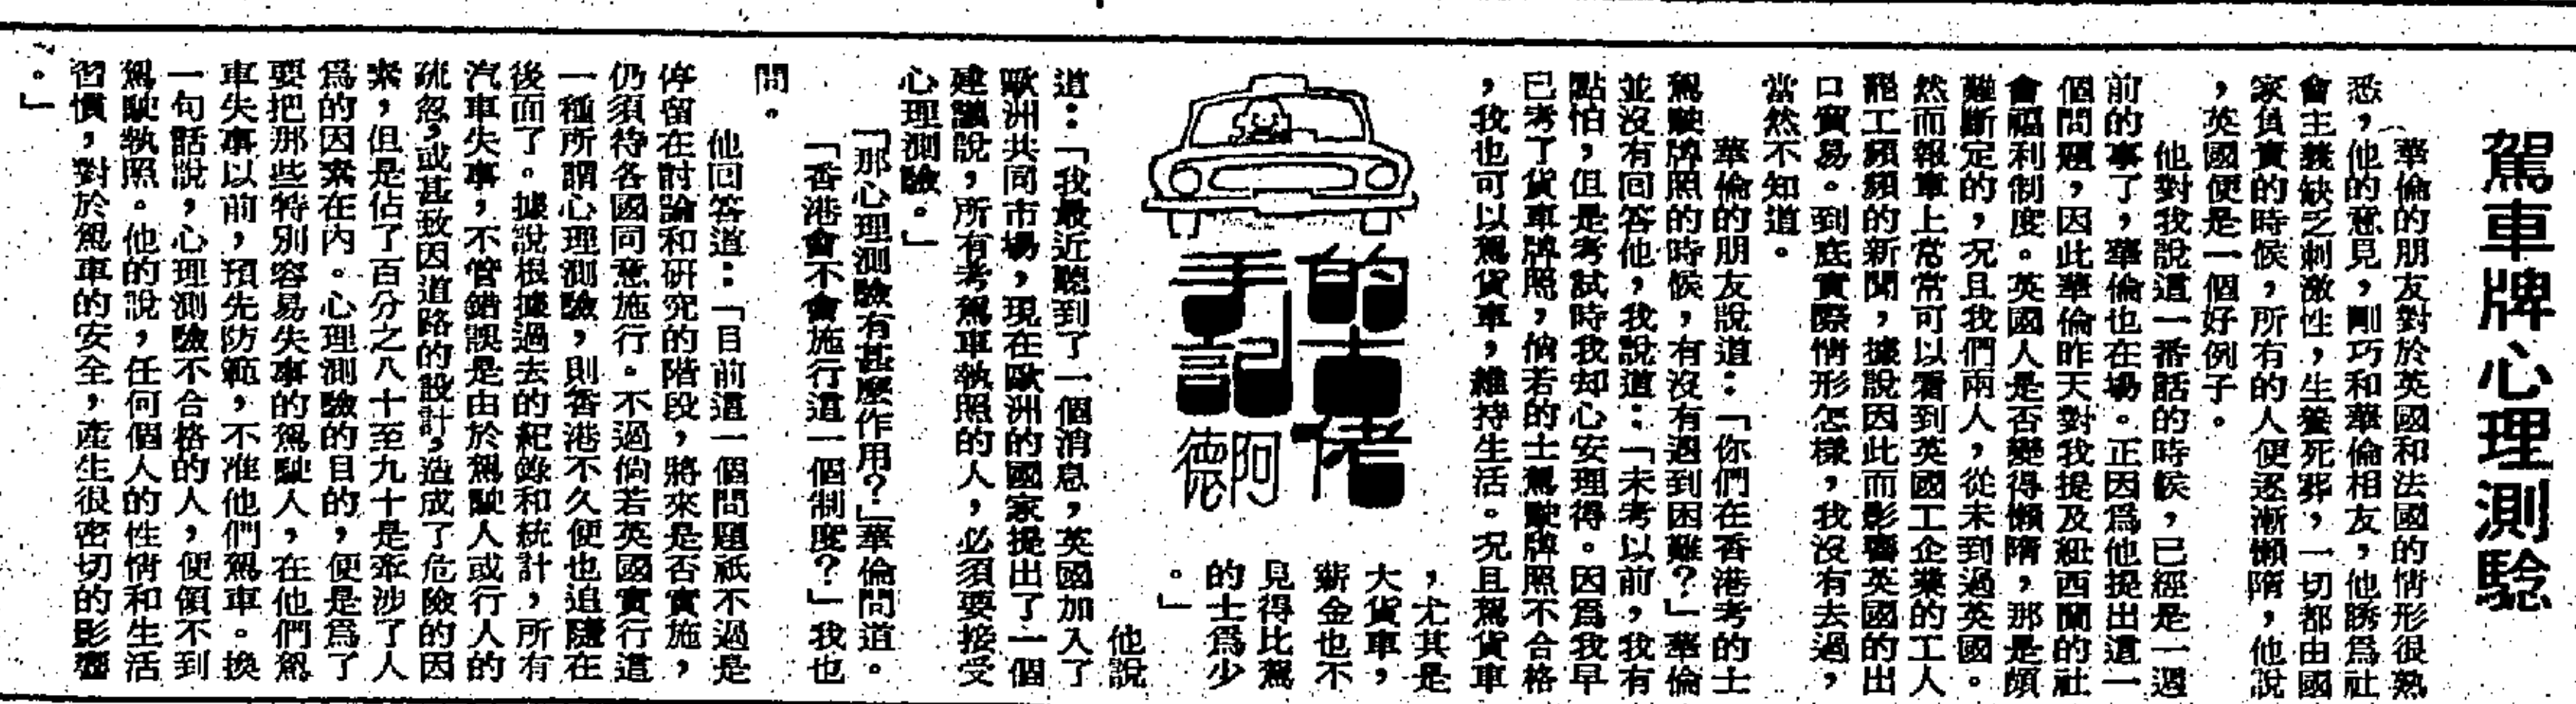 駕車牌心理測驗
華倫的朋友對於英國和法國的情形很熟
悉，他的意見，剛巧和華倫相友，他誘爲社
會主義缺乏刺激性，生養死葬，一切都由國
家負責的時候，所有的人便逐漸懶隋，他說
，英國便是一個好例子。
他對我說這一番話的時候，已經是一週
前的事了，華倫也在場。正因爲他提出這一
個問題，因此華倫昨天對我提及紐西蘭的社
會福利制度。英國人是否變得懶隋，那是頗
難斷定的，况且我們兩人，從未到過英國。
然而報章上常常可以看到英國工企業的工人
罷工頻頻的新聞，據說因此而影響英國的出
口貿易。到底實際情形怎樣，我沒有去過，
當然不知道。
華倫的朋友說道：「你們在香港考的士
駕駛牌照的時候，有沒有遇到困難？」華倫
並沒有回答他，我說道：「未考以前，我有
點怕，但是考試時我却心安理得。因爲我早
已考了貨車牌照，倘若的士駕駛牌照不合格
，我也可以駕貨車，維持生活。况且駕貨車
，尤其是
大貨車，
薪金也不
見得比駕
的士爲少
。」
的士佬
手記
阿德
他說
道：「我最近聽到了一個消息，英國加入了
歐洲共同市場，現在歐洲的國家提出了一個
建議說，所有考駕車執照的人，必須要接受
心理測驗。」
「那心理測驗有甚麼作用？」華倫問道。
「香港會不會施行這一個制度？」我也
問。
他回答道：「目前這一個問題祇不過是
停留在討論和研究的階段，將來是否實施，
仍須待各國同意施行。不過倘若英國實行這
一種所謂心理測驗，則香港不久便也追隨在
後面了。據說根據過去的紀錄和統計，所有
汽車失事，不管錯誤是由於駕駛人或行人的
疏忽，或甚致因道路的設計，造成了危險的因
素，但是佔了百分之八十至九十是牽涉了人
爲的因素在內。心理測驗的目的，便是爲了
要把那些特別容易失事的駕駛人，在他們駕
車失事以前，預先防範，不准他們駕車。換
一句話說，心理測驗不合格的人，便領不到
駕駛執照。他的說，任何個人的性情和生活
習慣，對於駕車的安全，產生很密切的影響
。」